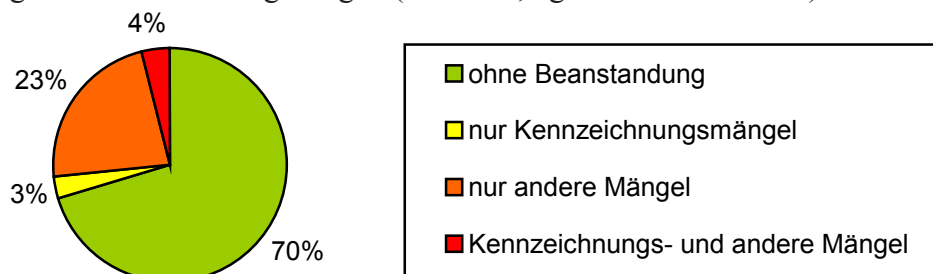 4%
23%
3%
70%
ohne Beanstandung
nur Kennzeichnungsmängel
nur andere Mängel
Kennzeichnungs- und andere Mängel